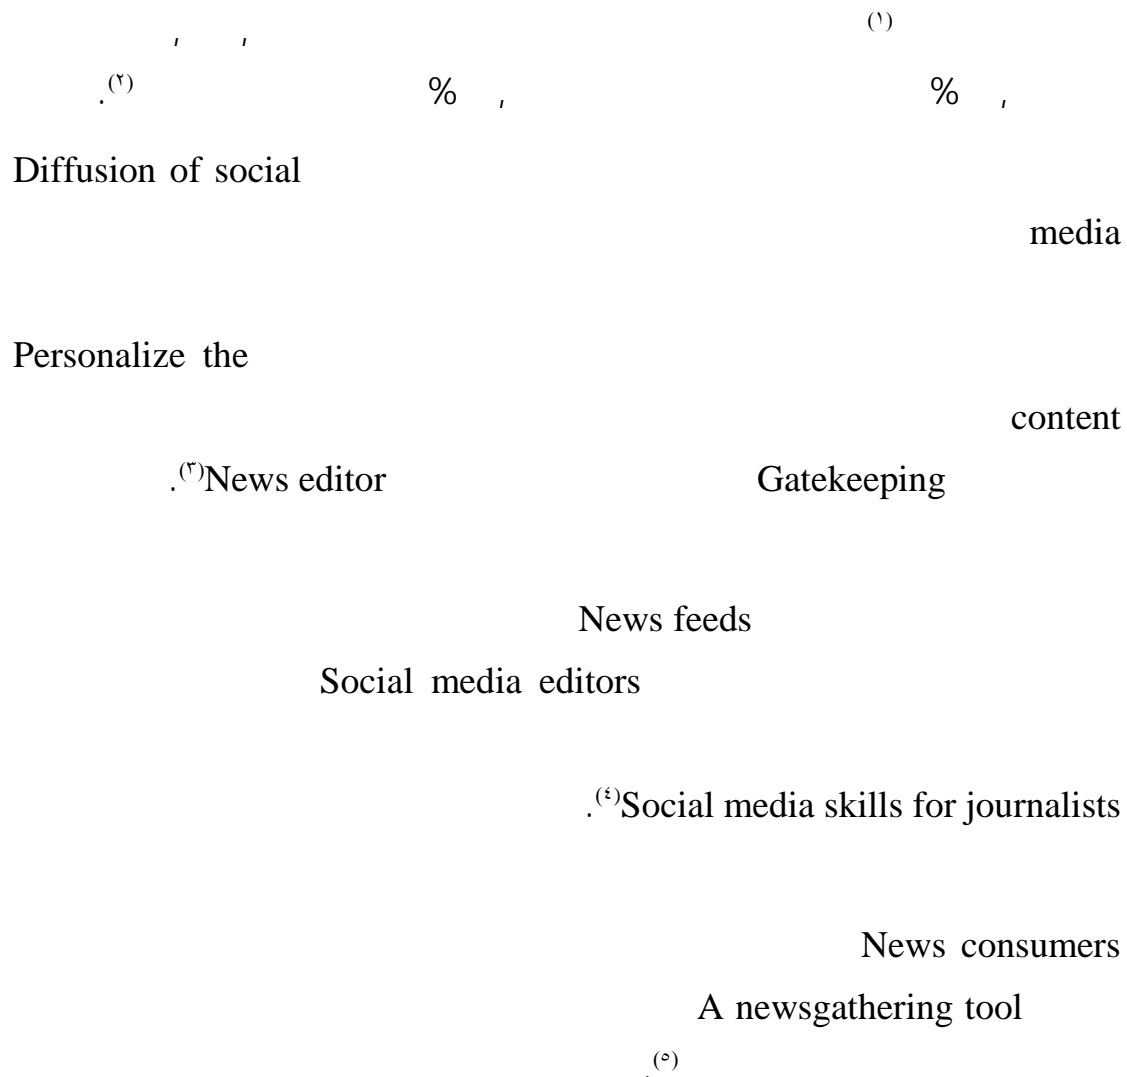 (١)
, ,
, % , % (٢).
Diffusion of social
media
Personalize the
content
Gatekeeping News editor(٣).
News feeds
Social media editors
Social media skills for journalists(٤).
News consumers
A newsgathering tool
(٥).